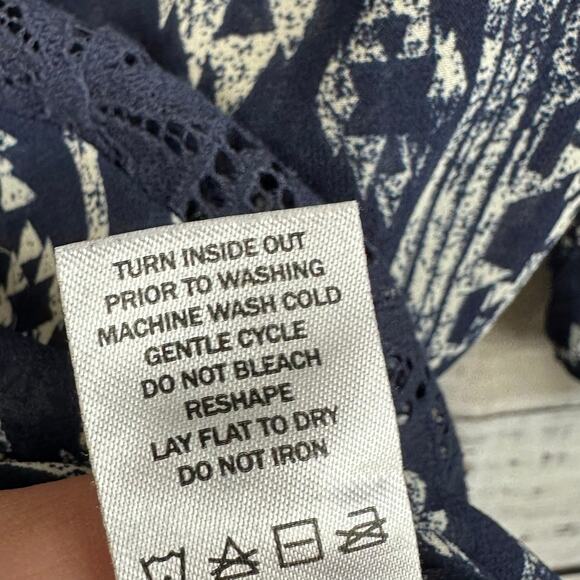 TURN INSIDE OUT
PRIOR TO WASHING
MACHINE WASH COLD
GENTLE CYCLE
DO NOT BLEACH
RESHAPE
LAY FLAT TO DRY
DO NOT IRON